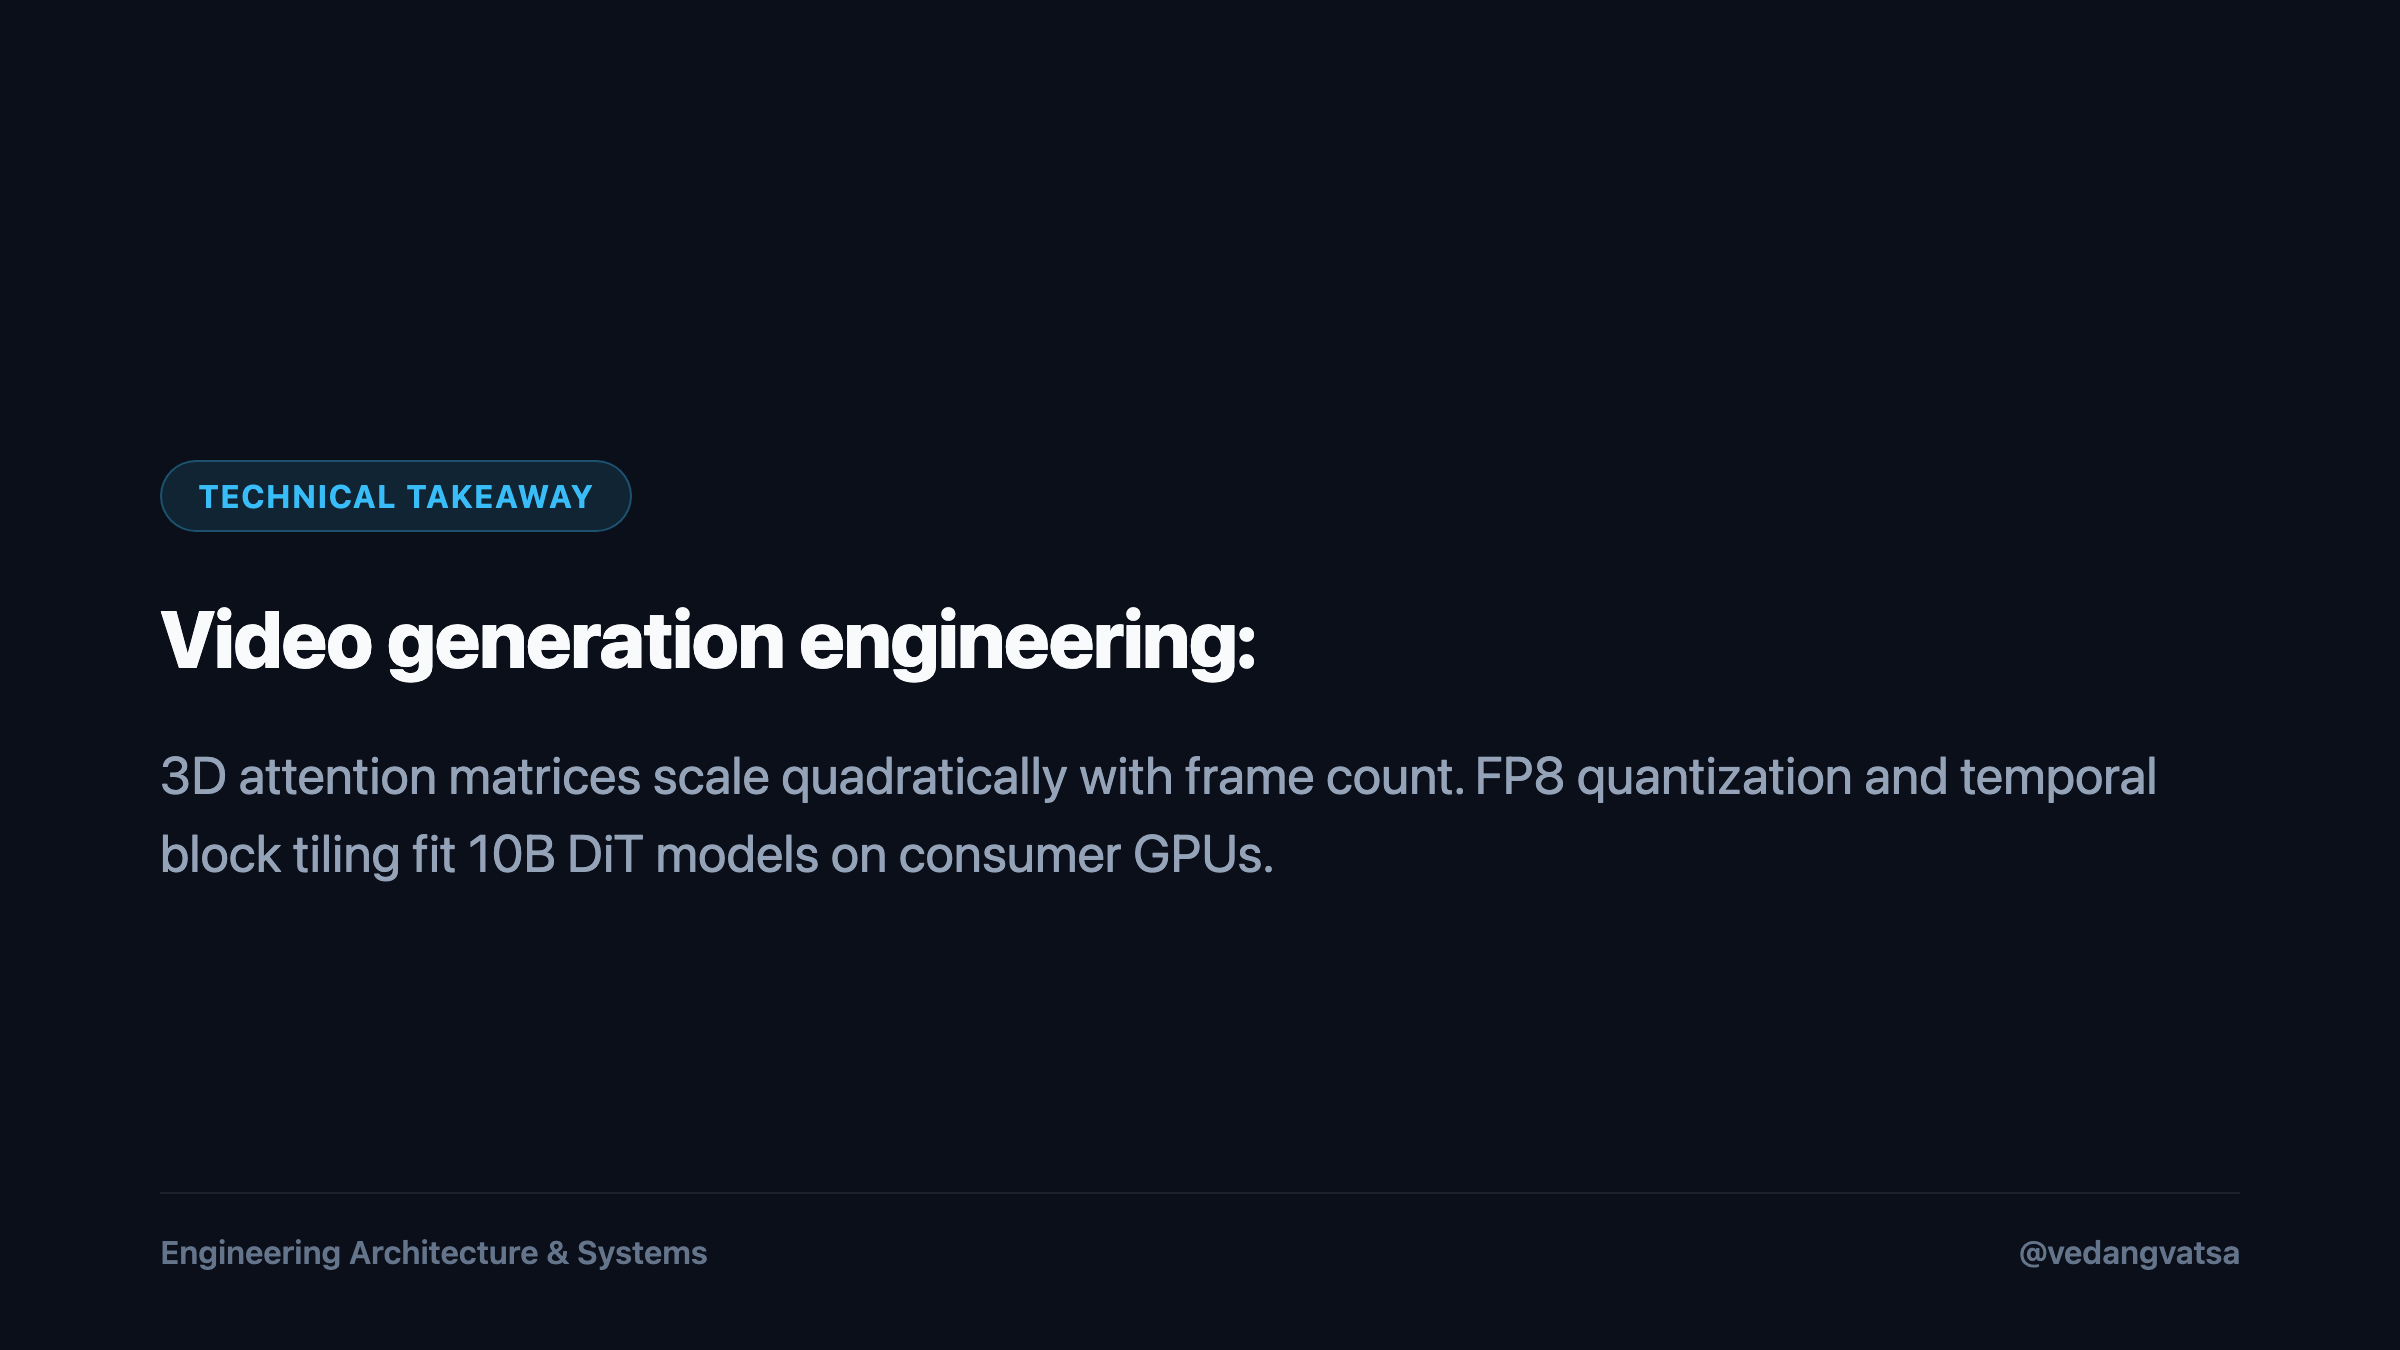 TECHNICAL TAKEAWAY
Video generation engineering:
3D attention matrices scale quadratically with frame count. FP8 quantization and temporal
block tiling fit 10B DiT models on consumer GPUs.
Engineering Architecture & Systems
@vedangvatsa